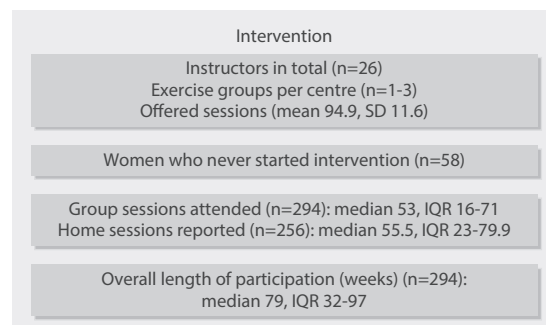 Intervention
Instructors in total (n=26)
Exercise groups per centre (n=1-3)
Offered sessions (mean 94.9, SD 11.6)
Women who never started intervention (n=58)
Group sessions attended (n=294): median 53, IQR 16-71
Home sessions reported (n=256): median 55.5, IQR 23-79.9
Overall length of participation (weeks) (n=294):
median 79, IQR 32-97